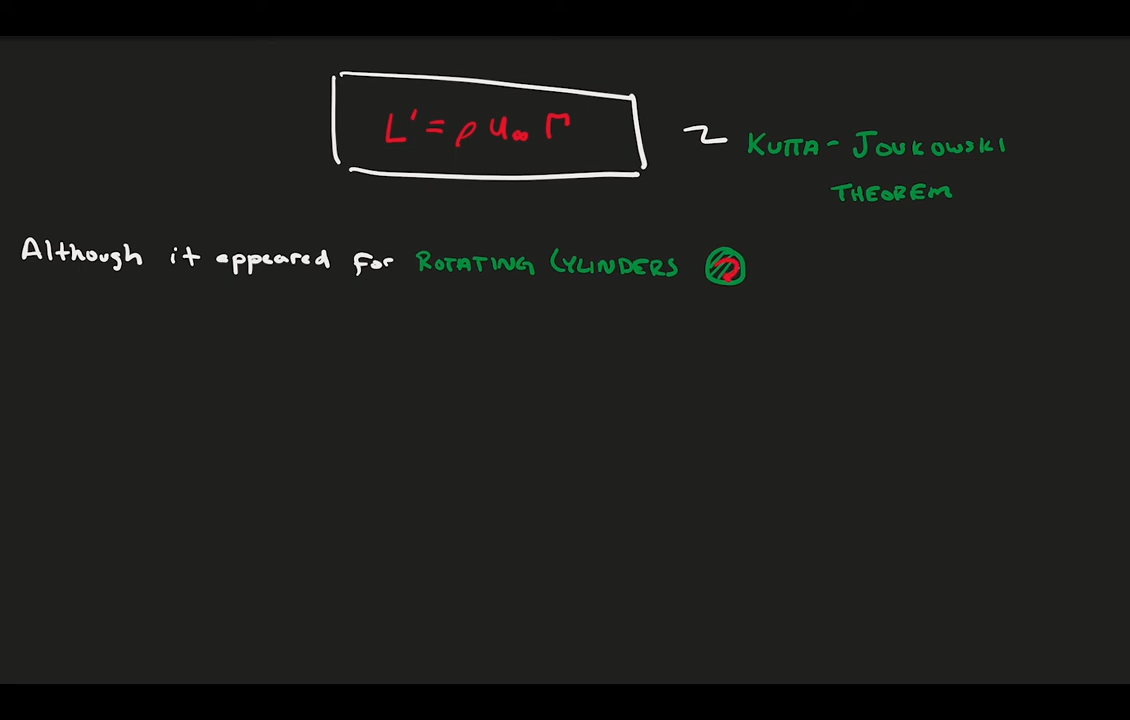 L' = ρ u∞ Γ
KUTTA - JOUKOWSKI
THEOREM
Although it appeared for ROTATING CYLINDERS